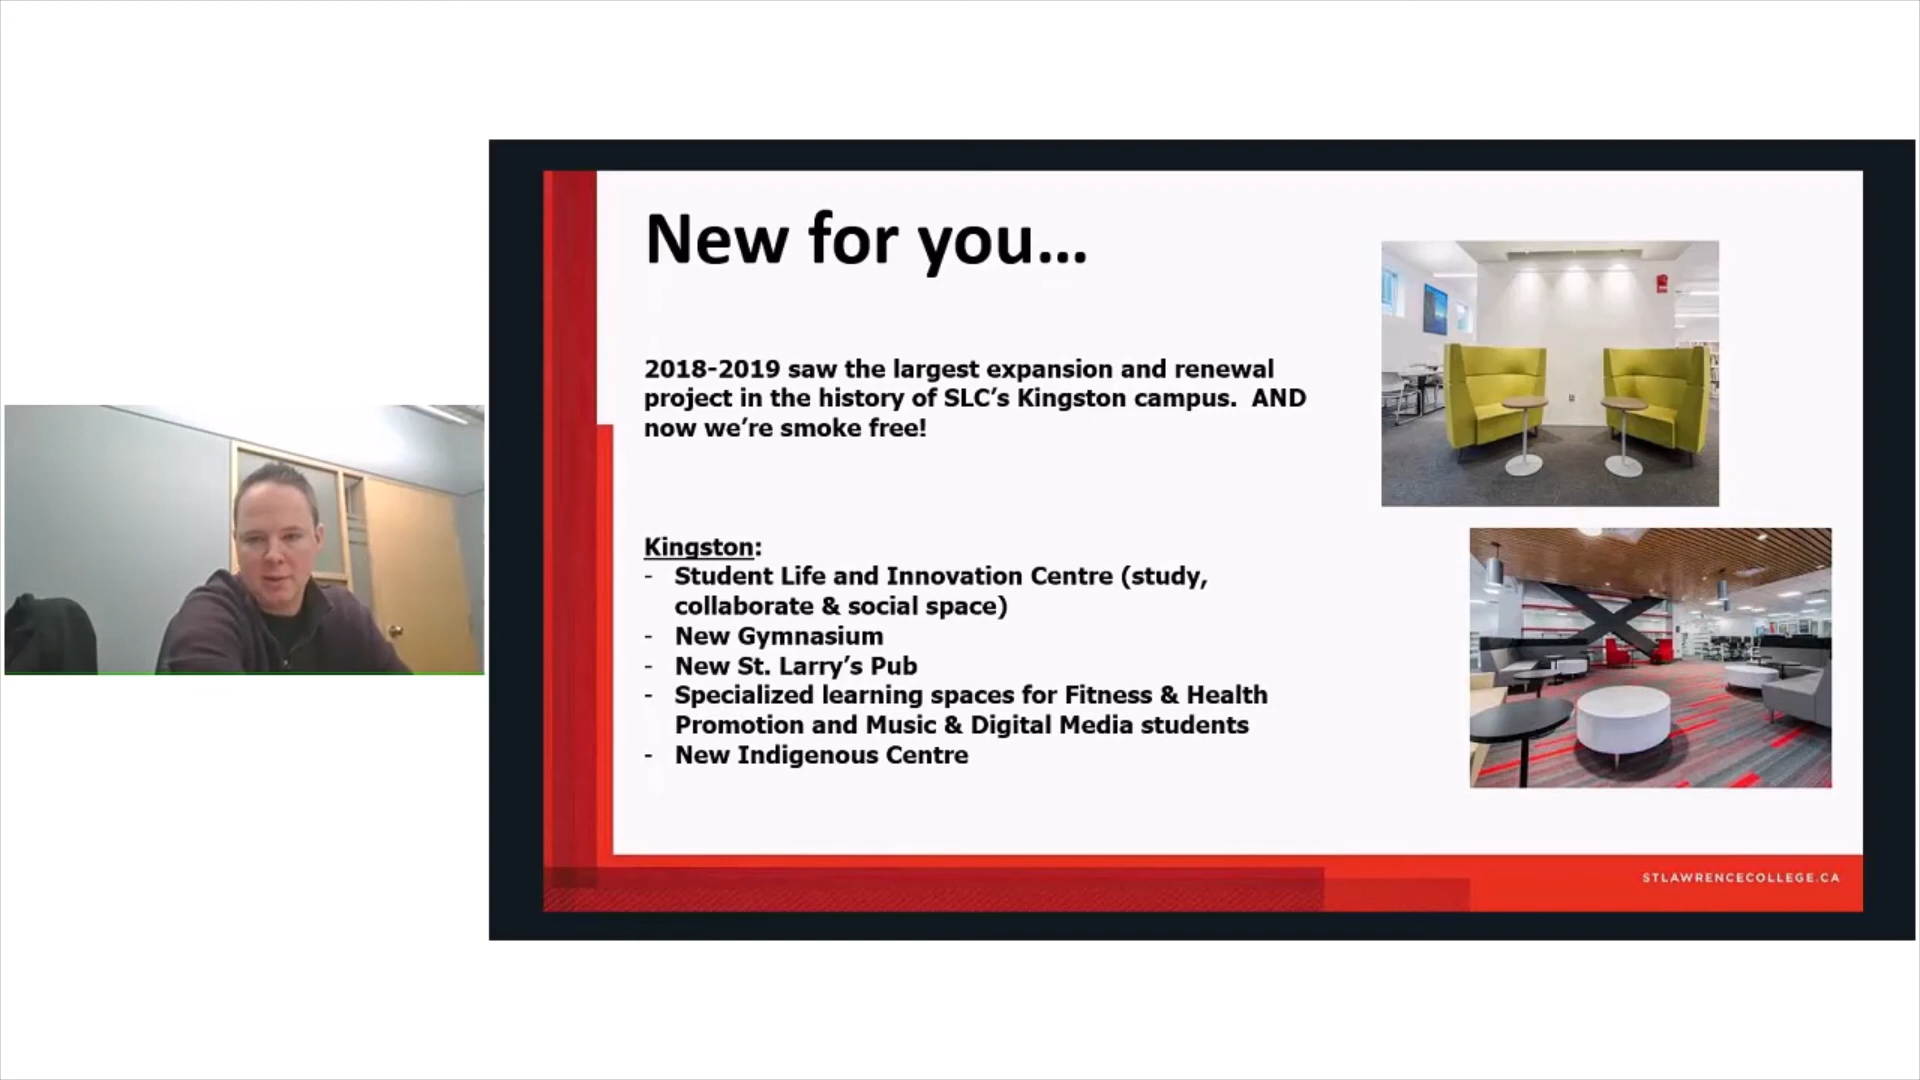 New for you...
2018-2019 saw the largest expansion and renewal
project in the history of SLC’s Kingston campus.  AND
now we’re smoke free!
Kingston:
- Student Life and Innovation Centre (study,
collaborate & social space)
- New Gymnasium
- New St. Larry’s Pub
- Specialized learning spaces for Fitness & Health
Promotion and Music & Digital Media students
- New Indigenous Centre
STLAWRENCECOLLEGE.CA